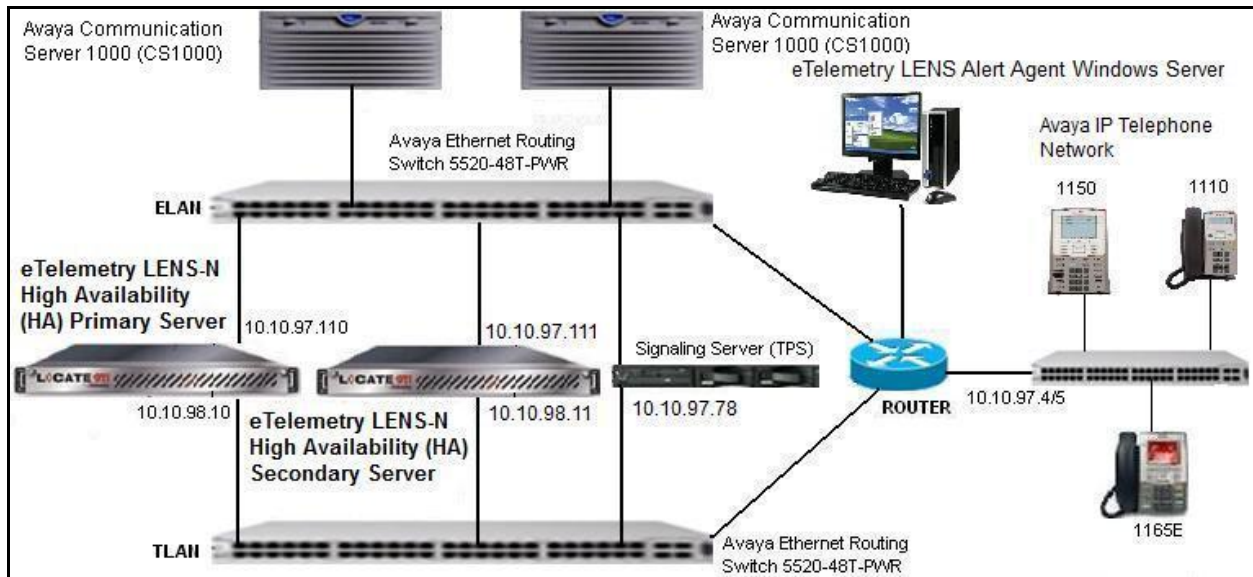 Avaya Communication
Server 1000 (CS1000)
Avaya Communication
Server 1000 (CS1000)
eTelemetry LENS Alert Agent Windows Server
Avaya Ethernet Routing
Switch 5520-48T-PWR
Avaya IP Telephone
Network
1150
1110
ELAN
eTelemetry LENS-N
High Availability
(HA) Primary Server
10.10.97.110
10.10.97.111
Signaling Server (TPS)
LOCATE911
LOCATE911
10.10.98.10
10.10.98.11
10.10.97.78
ROUTER
10.10.97.4/5
eTelemetry LENS-N
High Availability (HA)
Secondary Server
1165E
TLAN
Avaya Ethernet Routing
Switch 5520-48T-PWR